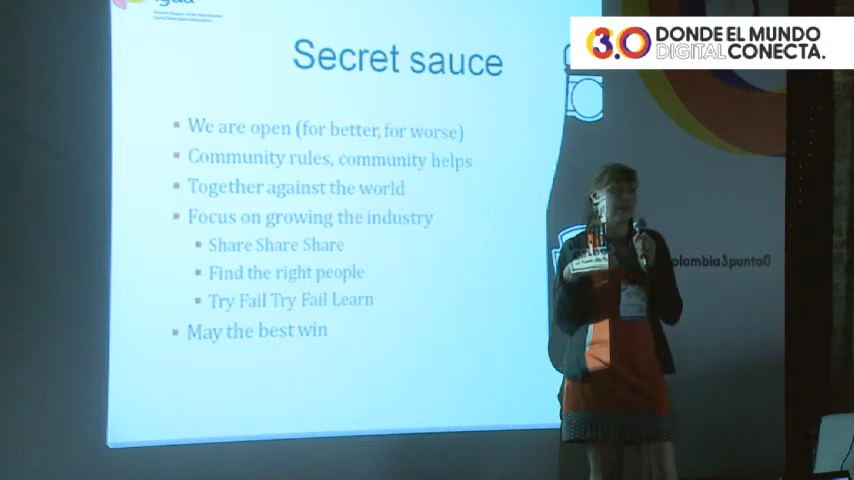 igda
3.0 DONDE EL MUNDO
DIGITAL CONECTA.
Secret sauce
▪ We are open (for better, for worse)
▪ Community rules, community helps
▪ Together against the world
▪ Focus on growing the industry
▪ Share Share Share
▪ Find the right people
▪ Try Fail Try Fail Learn
▪ May the best win
olombia3punto0